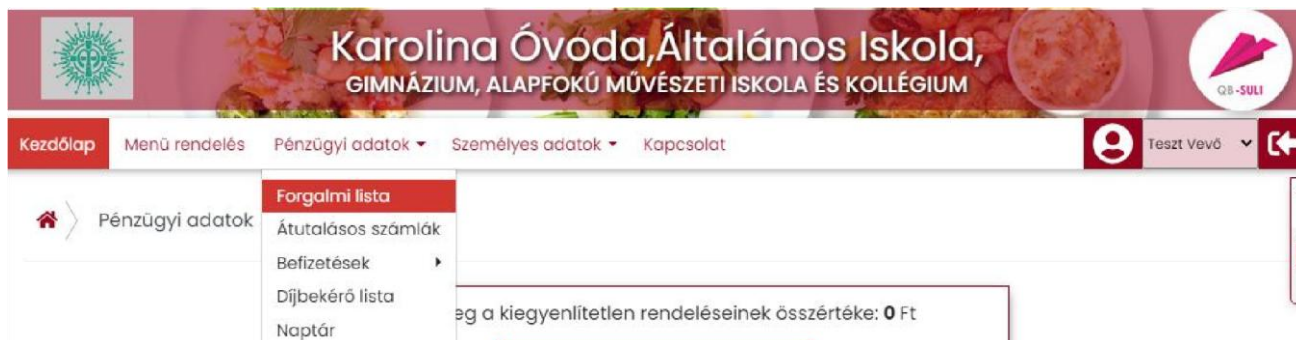 Karolina Óvoda,Általános Iskola,
GIMNÁZIUM, ALAPFOKÚ MŰVÉSZETI ISKOLA ÉS KOLLÉGIUM
QB-SULI
Kezdőlap Menü rendelés Pénzügyi adatok Személyes adatok Kapcsolat Teszt Vevő
Pénzügyi adatok
Forgalmi lista
Átutalásos számlák
Befizetések
Díjbekérő lista
Naptár
eg a kiegyenlítetlen rendeléseinek összértéke: 0 Ft